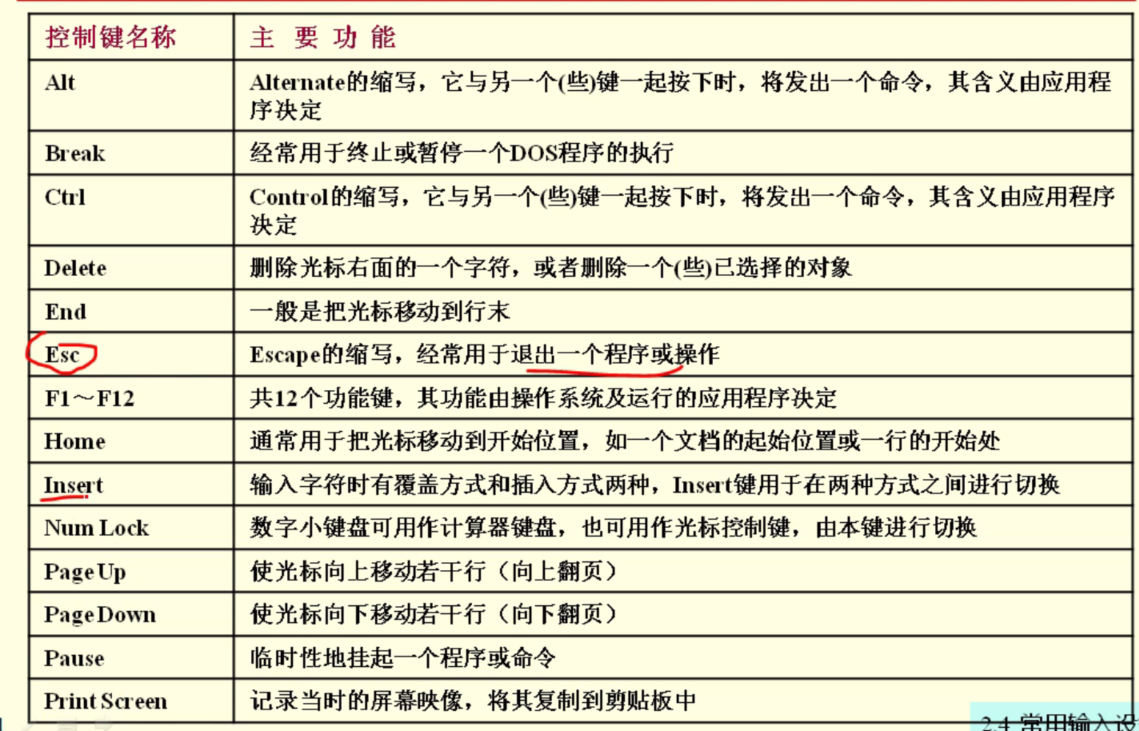 控制键名称 主 要 功 能
Alt Alternate的缩写，它与另一个(些)键一起按下时，将发出一个命令，其含义由应用程
序决定
Break 经常用于终止或暂停一个DOS程序的执行
Ctrl Control的缩写，它与另一个(些)键一起按下时，将发出一个命令，其含义由应用程序
决定
Delete 删除光标右面的一个字符，或者删除一个(些)已选择的对象
End 一般是把光标移动到行末
Esc Escape的缩写，经常用于退出一个程序或操作
F1～F12 共12个功能键，其功能由操作系统及运行的应用程序决定
Home 通常用于把光标移动到开始位置，如一个文档的起始位置或一行的开始处
Insert 输入字符时有覆盖方式和插入方式两种，Insert键用于在两种方式之间进行切换
Num Lock 数字小键盘可用作计算器键盘，也可用作光标控制键，由本键进行切换
Page Up 使光标向上移动若干行（向上翻页）
Page Down 使光标向下移动若干行（向下翻页）
Pause 临时性地挂起一个程序或命令
Print Screen 记录当时的屏幕映像，将其复制到剪贴板中
2.4 常用输入设